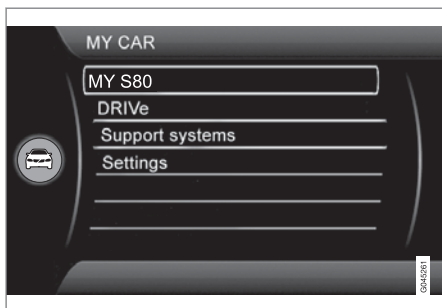 MY CAR
MY S80
DRIVe
Support systems
Settings
G045261